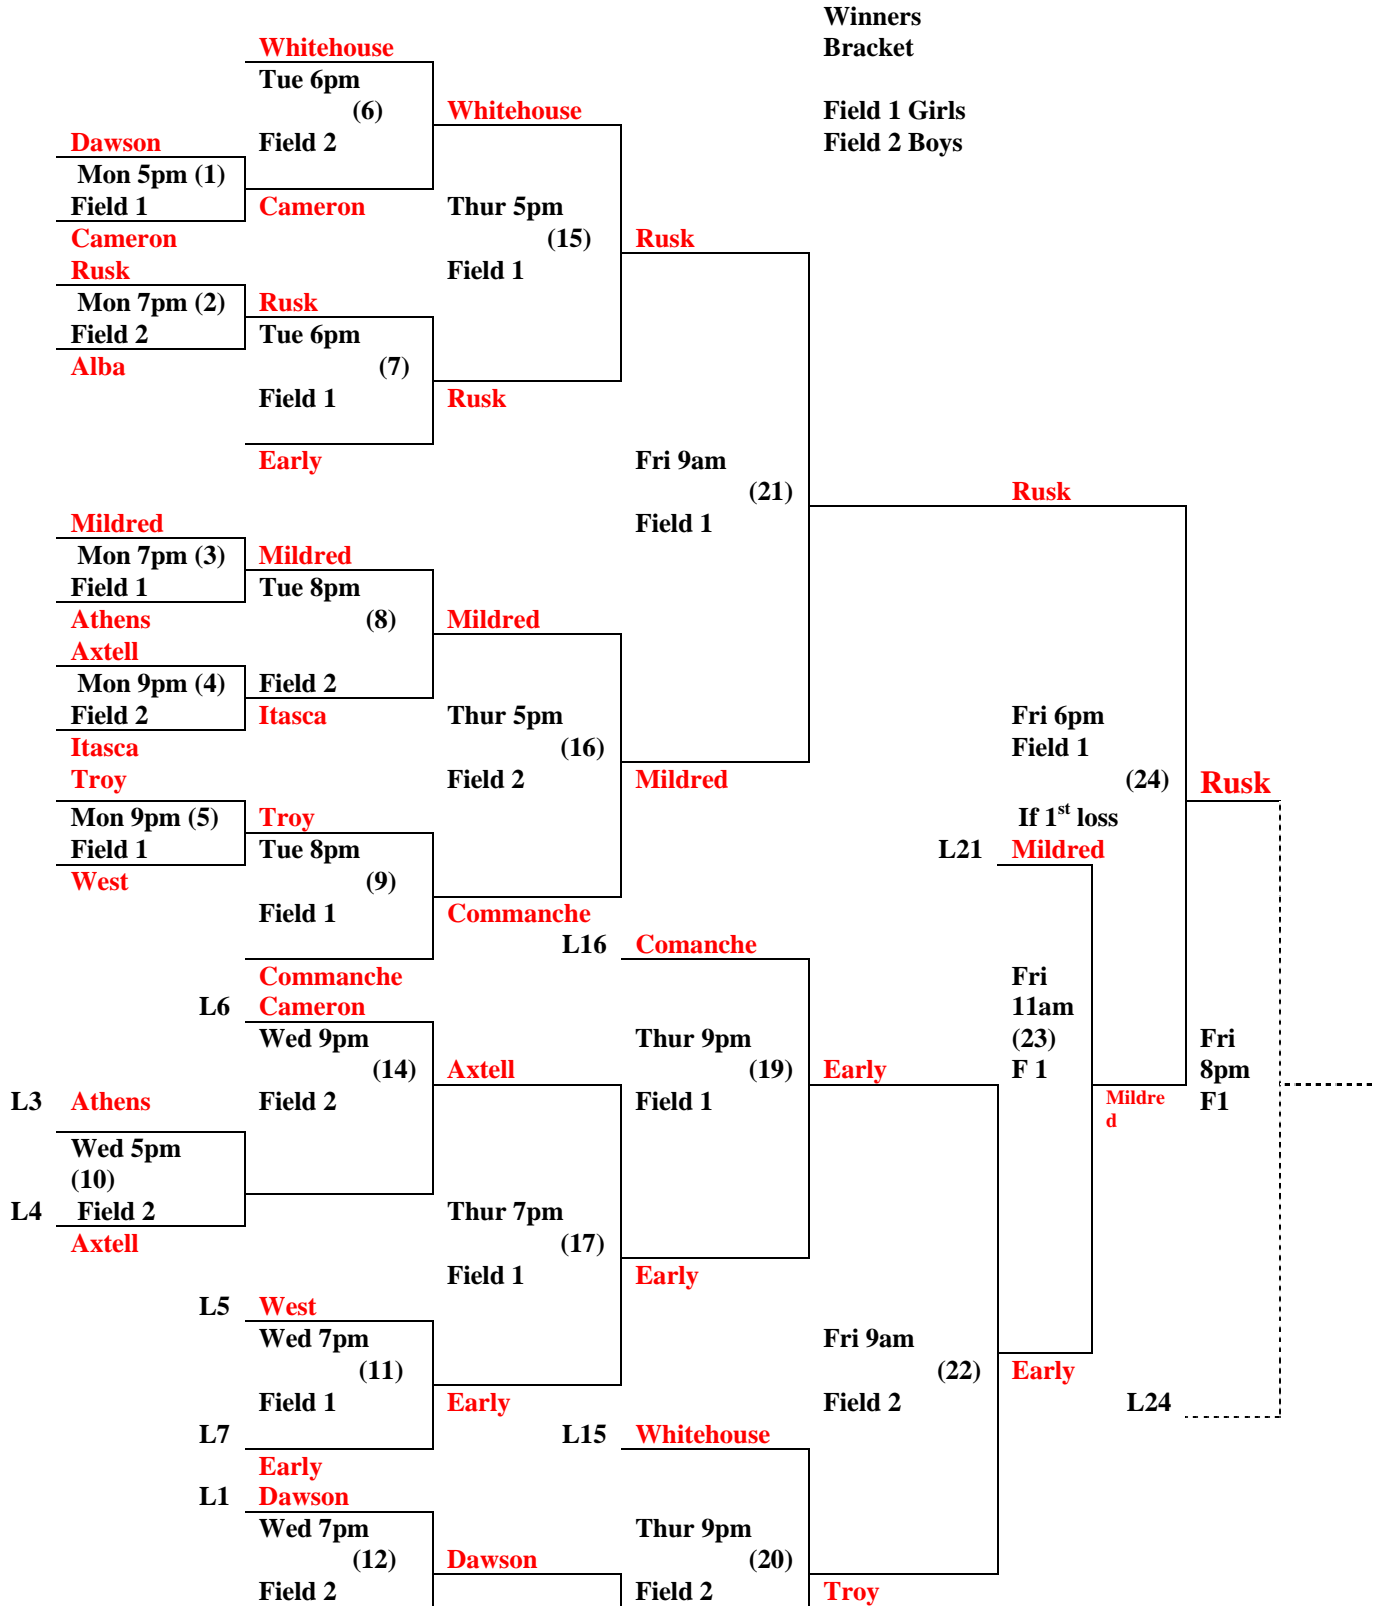 Winners
Whitehouse
Bracket
Tue 6pm
(6)
Whitehouse
Field 1 Girls
Dawson
Field 2
Field 2 Boys
Mon 5pm (1)
Field 1
Cameron
Thur 5pm
Cameron
(15)
Rusk
Rusk
Field 1
Mon 7pm (2)
Rusk
Field 2
Tue 6pm
Alba
(7)
Field 1
Rusk
Early
Fri 9am
(21)
Rusk
Mildred
Field 1
Mon 7pm (3)
Mildred
Field 1
Tue 8pm
Athens
(8)
Mildred
Axtell
Mon 9pm (4)
Field 2
Field 2
Itasca
Thur 5pm
Fri 6pm
Itasca
(16)
Field 1
Troy
Field 2
Mildred
(24)
Rusk
Mon 9pm (5)
Troy
If 1st loss
Field 1
Tue 8pm
L21
Mildred
West
(9)
Field 1
Commanche
L16
Comanche
Commanche
Fri
L6
Cameron
11am
Wed 9pm
Thur 9pm
(23)
Fri
(14)
Axtell
(19)
Early
F 1
8pm
L3
Athens
Field 2
Field 1
Mildre
F1
d
Wed 5pm
(10)
L4
Field 2
Thur 7pm
Axtell
(17)
Field 1
Early
L5
West
Wed 7pm
Fri 9am
(11)
(22)
Early
Field 1
Early
Field 2
L24
L7
L15
Whitehouse
Early
L1
Dawson
Wed 7pm
Thur 9pm
(12)
Dawson
(20)
Field 2
Field 2
Troy